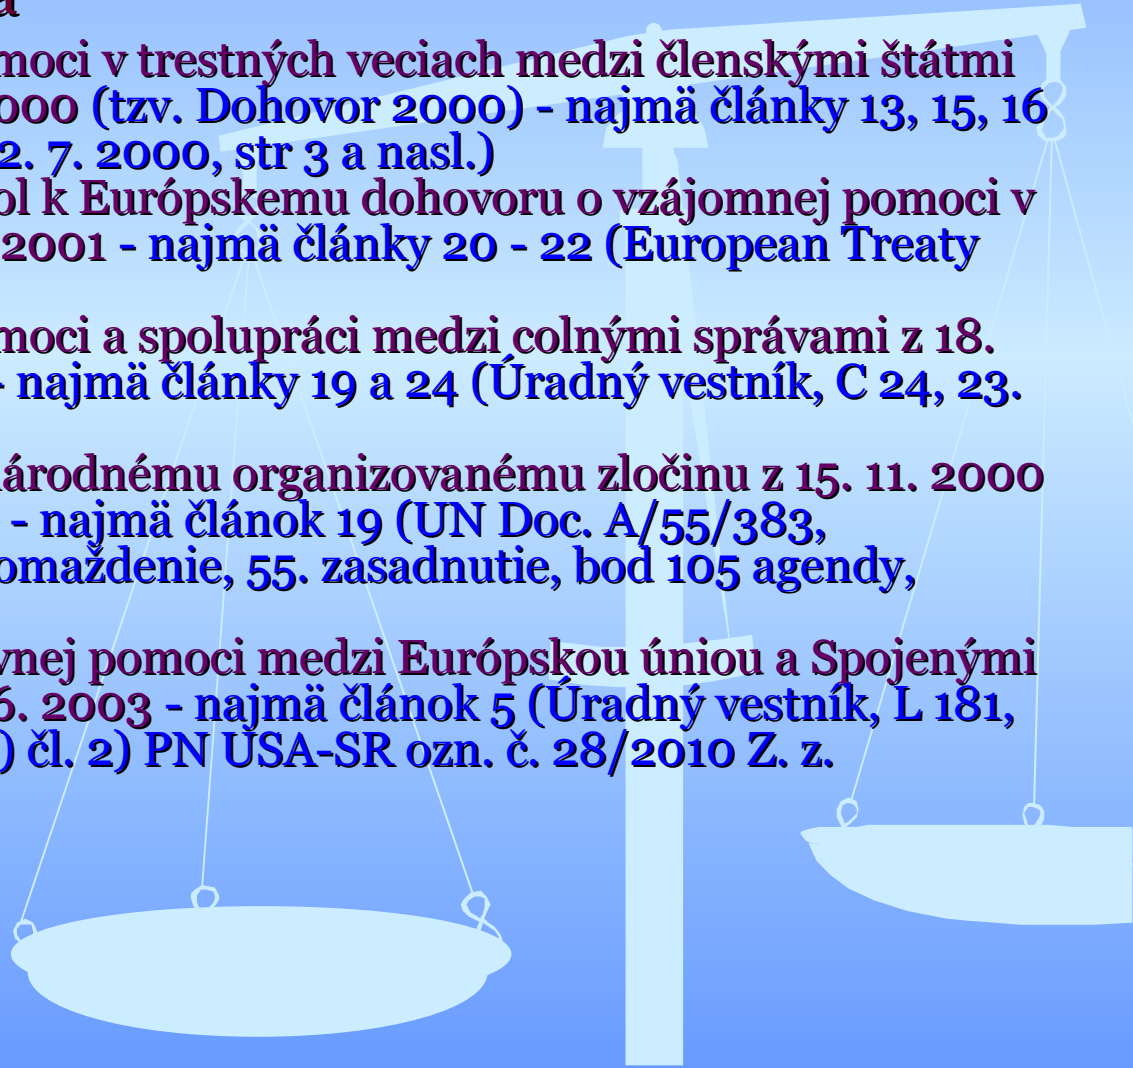 moci v trestných veciach medzi členskými štátmi
000 (tzv. Dohovor 2000) - najmä články 13, 15, 16
2. 7. 2000, str 3 a nasl.)
ol k Európskemu dohovoru o vzájomnej pomoci v
2001 - najmä články 20 - 22 (European Treaty
moci a spolupráci medzi colnými správami z 18.
- najmä články 19 a 24 (Úradný vestník, C 24, 23.
národnému organizovanému zločinu z 15. 11. 2000
- najmä článok 19 (UN Doc. A/55/383,
omaždenie, 55. zasadnutie, bod 105 agendy,
vnej pomoci medzi Európskou úniou a Spojenými
6. 2003 - najmä článok 5 (Úradný vestník, L 181,
) čl. 2) PN USA-SR ozn. č. 28/2010 Z. z.